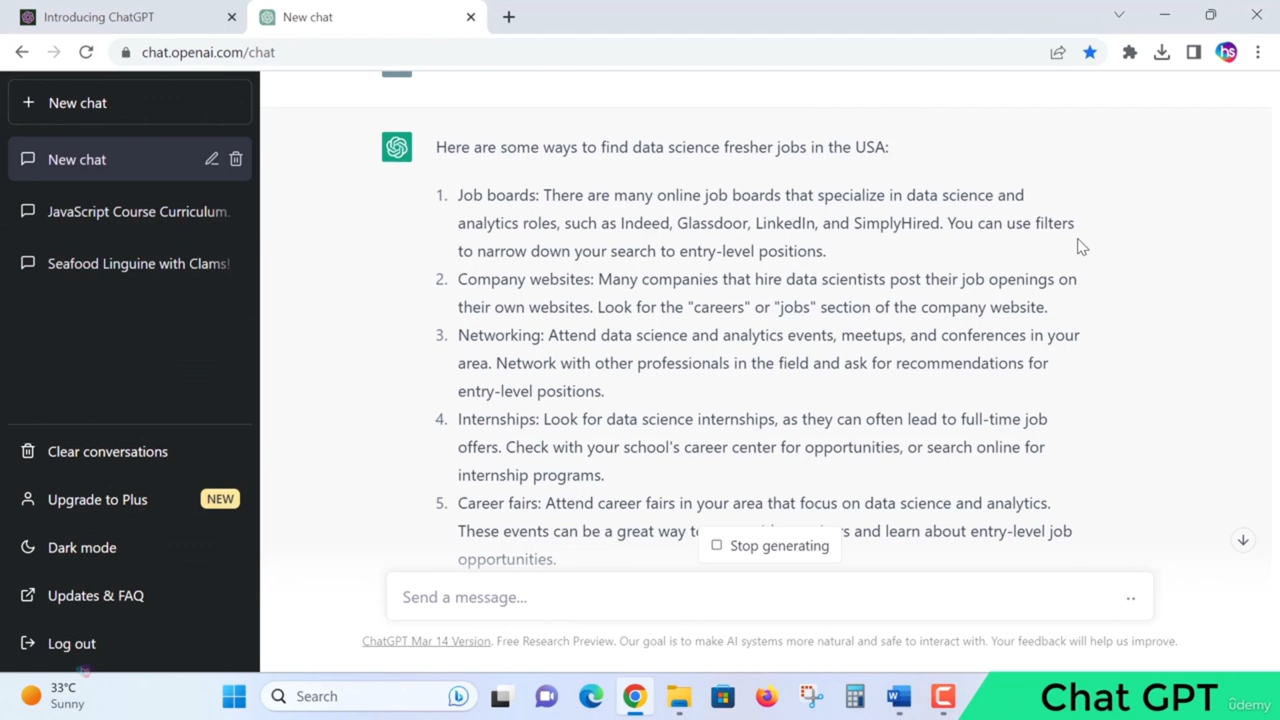 Introducing ChatGPT
New chat
chat.openai.com/chat
New chat
New chat
JavaScript Course Curriculum.
Seafood Linguine with Clams!
Clear conversations
Upgrade to Plus NEW
Dark mode
Updates & FAQ
Log out
Here are some ways to find data science fresher jobs in the USA:
1. Job boards: There are many online job boards that specialize in data science and
analytics roles, such as Indeed, Glassdoor, LinkedIn, and SimplyHired. You can use filters
to narrow down your search to entry-level positions.
2. Company websites: Many companies that hire data scientists post their job openings on
their own websites. Look for the "careers" or "jobs" section of the company website.
3. Networking: Attend data science and analytics events, meetups, and conferences in your
area. Network with other professionals in the field and ask for recommendations for
entry-level positions.
4. Internships: Look for data science internships, as they can often lead to full-time job
offers. Check with your school's career center for opportunities, or search online for
internship programs.
5. Career fairs: Attend career fairs in your area that focus on data science and analytics.
These events can be a great way and learn about entry-level job
opportunities.
Stop generating
Send a message...
ChatGPT Mar 14 Version. Free Research Preview. Our goal is to make AI systems more natural and safe to interact with. Your feedback will help us improve.
33°C
Sunny
Search
hs
Chat GPT
ûdemy